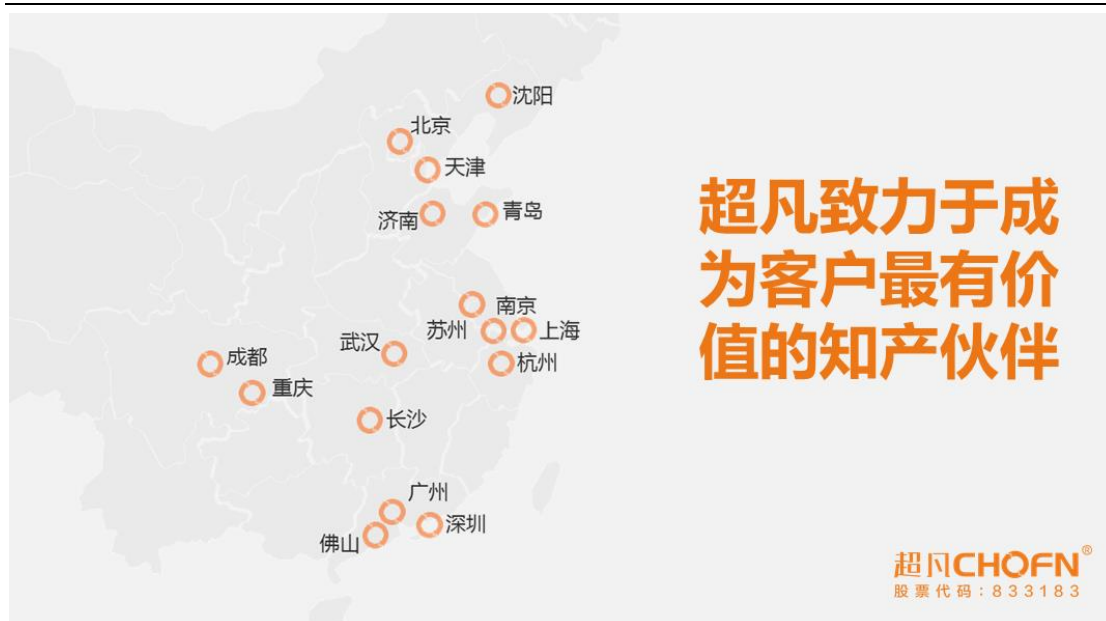 沈阳
北京
天津
济南
青岛
南京
苏州
上海
武汉
杭州
成都
重庆
长沙
广州
深圳
佛山
超凡致力于成
为客户最有价
值的知产伙伴
超凡CHOFN®
股票代码：833183